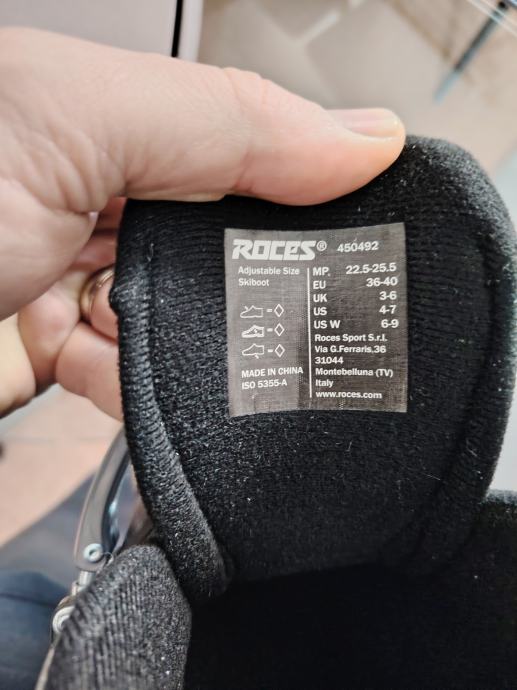 ROCES® 450492
Adjustable Size
Skiboot
MADE IN CHINA
ISO 5355-A
MP. 22.5-25.5
EU 36-40
UK 3-6
US 4-7
US W 6-9
Roces Sport S.r.l.
Via G.Ferraris,36
31044
Montebelluna (TV)
Italy
www.roces.com